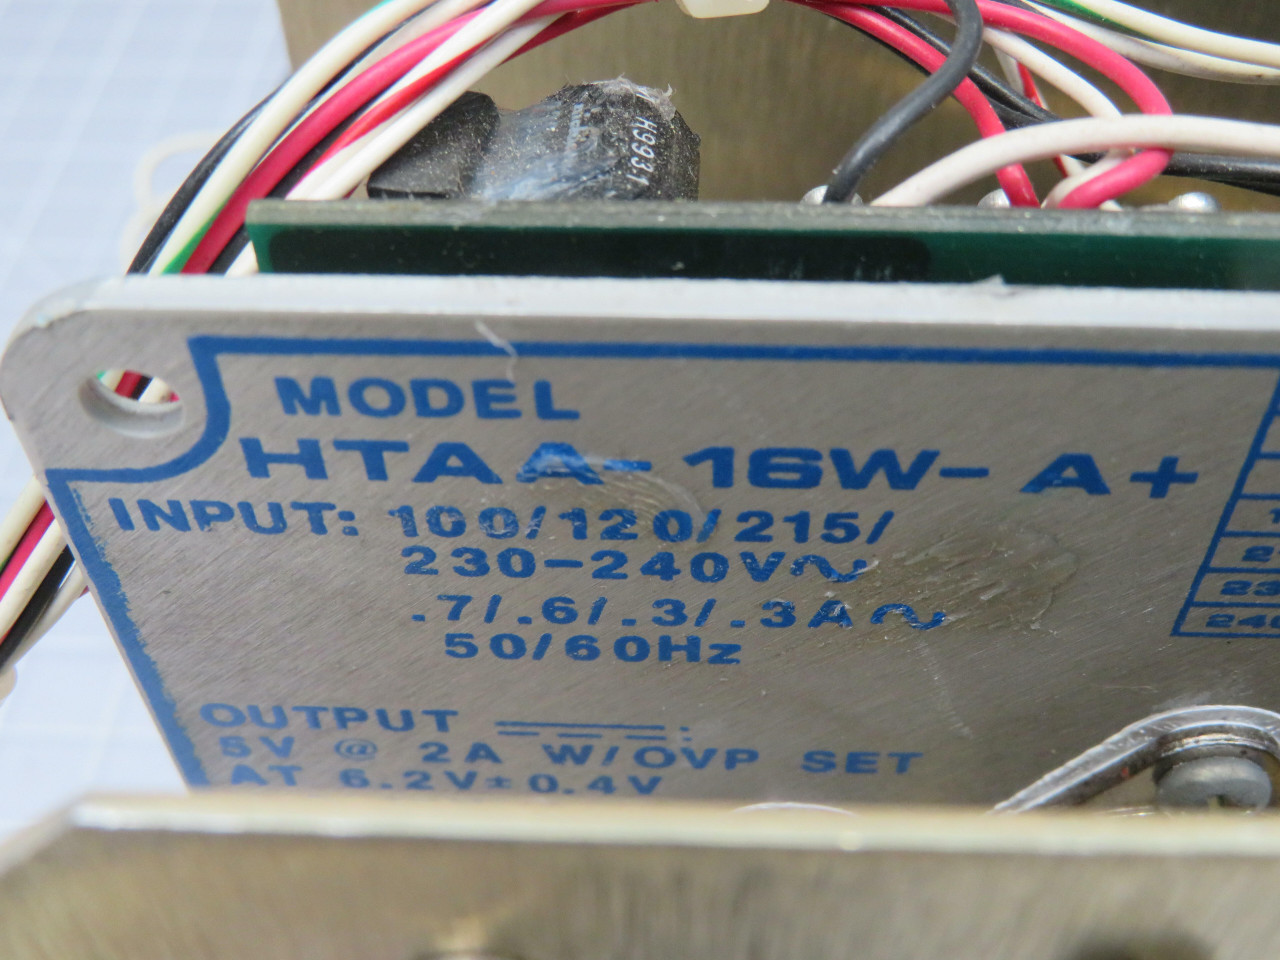 H9937
MODEL
HTAA-16W-A+
INPUT: 100/120/215/
230-240V∿
.7/.6/.3/.3A∿
50/60Hz
OUTPUT ⎓:
5V @ 2A W/OVP SET
AT 6.2V±0.4V